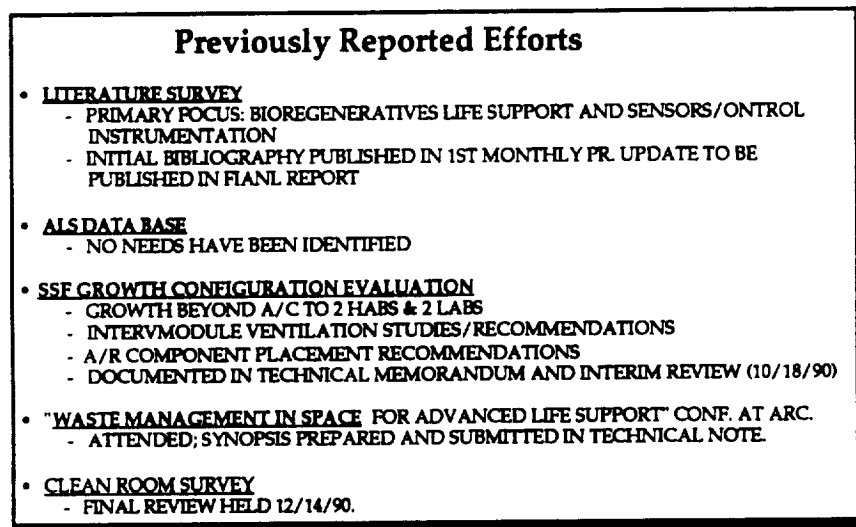 Previously Reported Efforts
• LITERATURE SURVEY
- PRIMARY FOCUS: BIOREGENERATIVES LIFE SUPPORT AND SENSORS/ONTROL
INSTRUMENTATION
- INITIAL BIBLIOGRAPHY PUBLISHED IN 1ST MONTHLY PR. UPDATE TO BE
PUBLISHED IN FIANL REPORT
• ALS DATA BASE
- NO NEEDS HAVE BEEN IDENTIFIED
• SSF GROWTH CONFIGURATION EVALUATION
- GROWTH BEYOND A/C TO 2 HABS & 2 LABS
- INTERVMODULE VENTILATION STUDIES/RECOMMENDATIONS
- A/R COMPONENT PLACEMENT RECOMMENDATIONS
- DOCUMENTED IN TECHNICAL MEMORANDUM AND INTERIM REVIEW (10/18/90)
• "WASTE MANAGEMENT IN SPACE FOR ADVANCED LIFE SUPPORT" CONF. AT ARC.
- ATTENDED; SYNOPSIS PREPARED AND SUBMITTED IN TECHNICAL NOTE.
• CLEAN ROOM SURVEY
- FINAL REVIEW HELD 12/14/90.